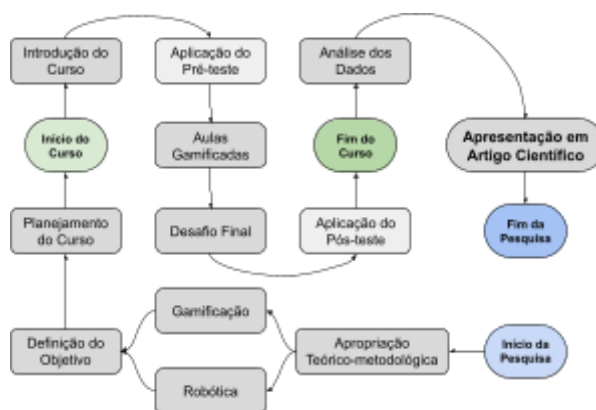 Introdução do
Curso
Aplicação do
Pré-teste
Análise dos
Dados
Início do
Curso
Aulas
Gamificadas
Fim do
Curso
Apresentação em
Artigo Científico
Planejamento
do Curso
Desafio Final
Aplicação do
Pós-teste
Fim da
Pesquisa
Gamificação
Definição do
Objetivo
Apropriação
Teórico-metodológica
Início da
Pesquisa
Robótica